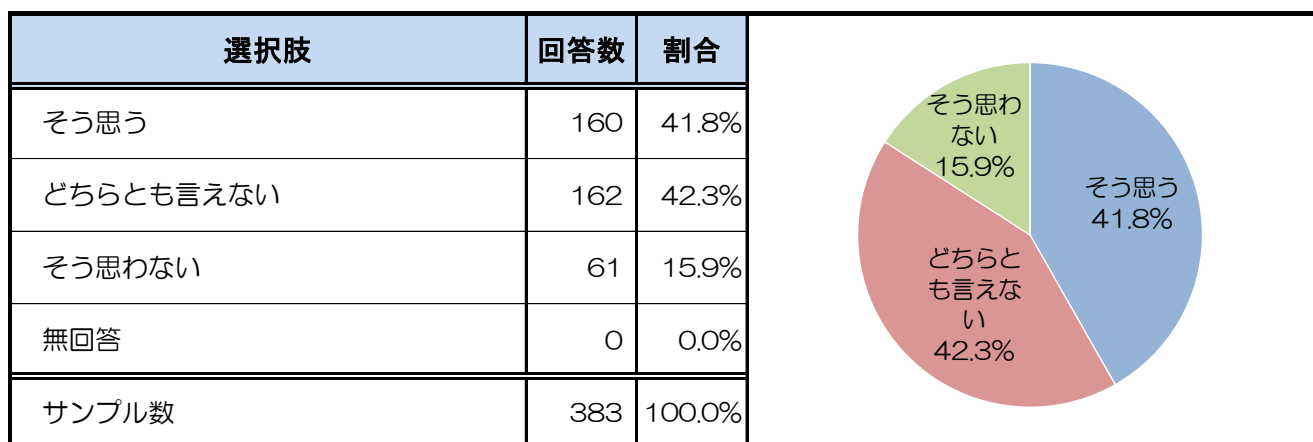 選択肢 回答数 割合
そう思う 160 41.8%
どちらとも言えない 162 42.3%
そう思わない 61 15.9%
無回答 0 0.0%
サンプル数 383 100.0%
そう思わ
ない
15.9%
そう思う
41.8%
どちらと
も言えな
い
42.3%